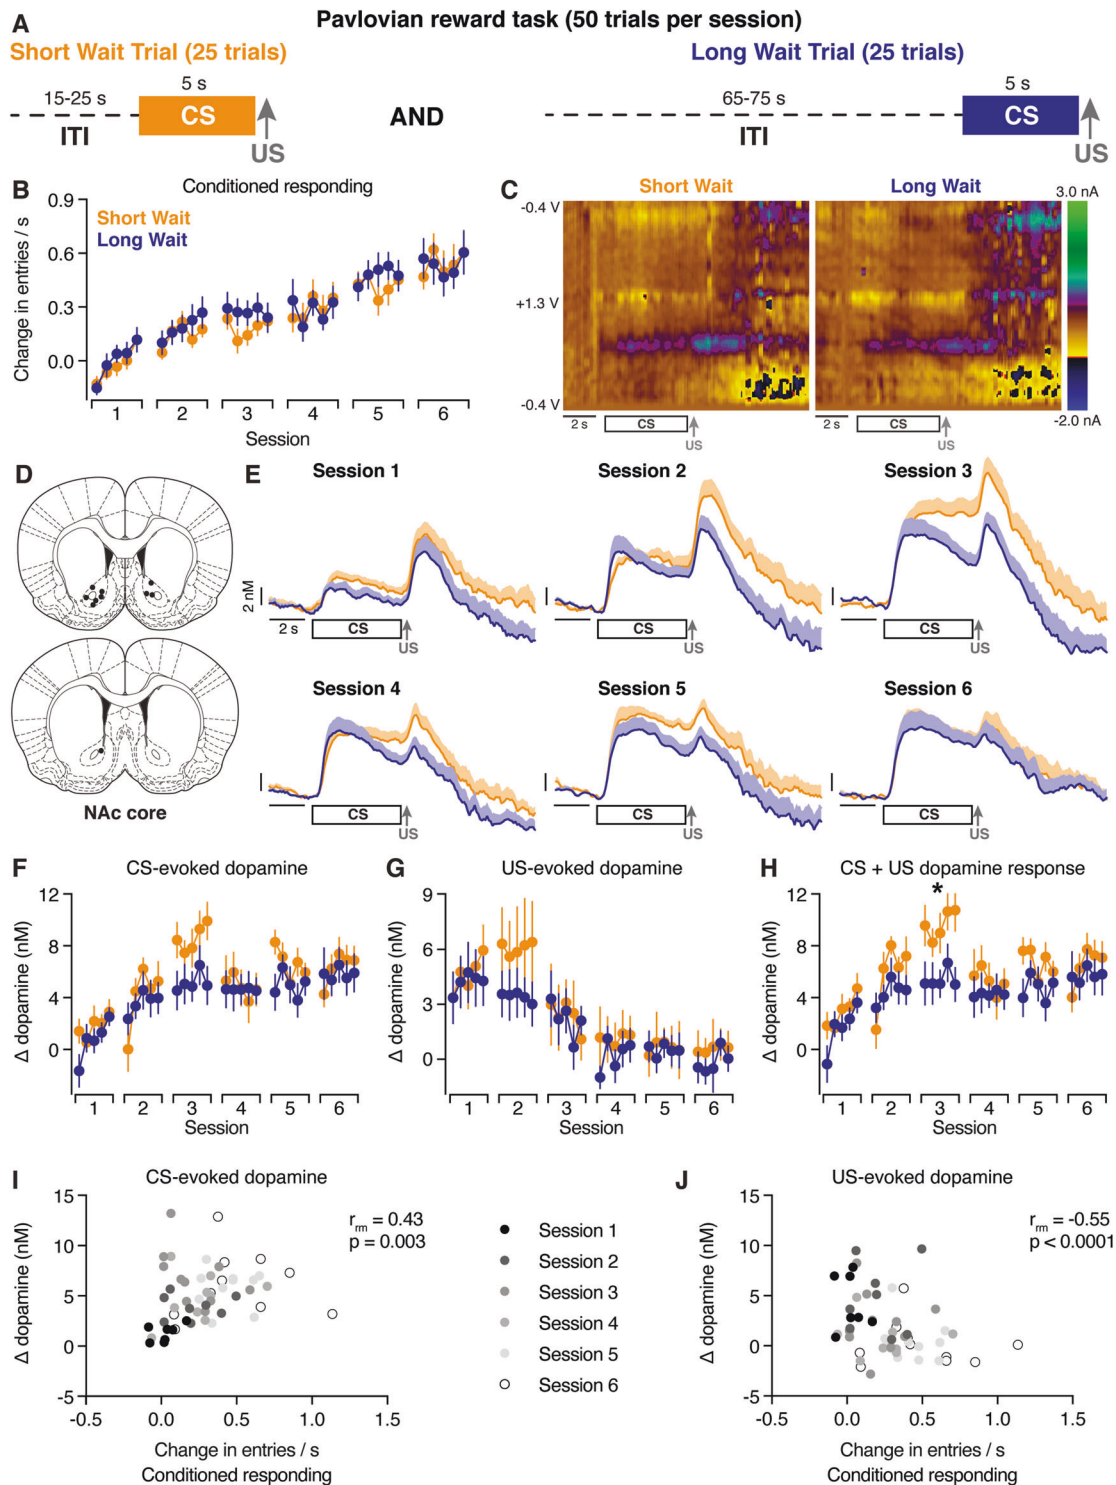 A
Pavlovian reward task (50 trials per session)
Short Wait Trial (25 trials)
Long Wait Trial (25 trials)
15-25 s
5 s
CS
ITI
US
AND
65-75 s
5 s
CS
ITI
US
B
Conditioned responding
Short Wait
Long Wait
Change in entries / s
0.9
0.6
0.3
0.0
1 2 3 4 5 6
Session
C
Short Wait
Long Wait
-0.4 V
+1.3 V
-0.4 V
3.0 nA
-2.0 nA
2 s
CS
US
2 s
CS
US
D
NAc core
E
Session 1
Session 2
Session 3
2 nM
2 s
CS
US
CS
US
CS
US
Session 4
Session 5
Session 6
CS
US
CS
US
CS
US
F
CS-evoked dopamine
Δ dopamine (nM)
12
8
4
0
1 2 3 4 5 6
Session
G
US-evoked dopamine
Δ dopamine (nM)
9
6
3
0
1 2 3 4 5 6
Session
H
CS + US dopamine response
*
Δ dopamine (nM)
12
8
4
0
1 2 3 4 5 6
Session
I
CS-evoked dopamine
Δ dopamine (nM)
15
10
5
0
-5
-0.5 0.0 0.5 1.0 1.5
r_rm = 0.43
p = 0.003
Change in entries / s
Conditioned responding
Session 1
Session 2
Session 3
Session 4
Session 5
Session 6
J
US-evoked dopamine
Δ dopamine (nM)
15
10
5
0
-5
-0.5 0.0 0.5 1.0 1.5
r_rm = -0.55
p < 0.0001
Change in entries / s
Conditioned responding